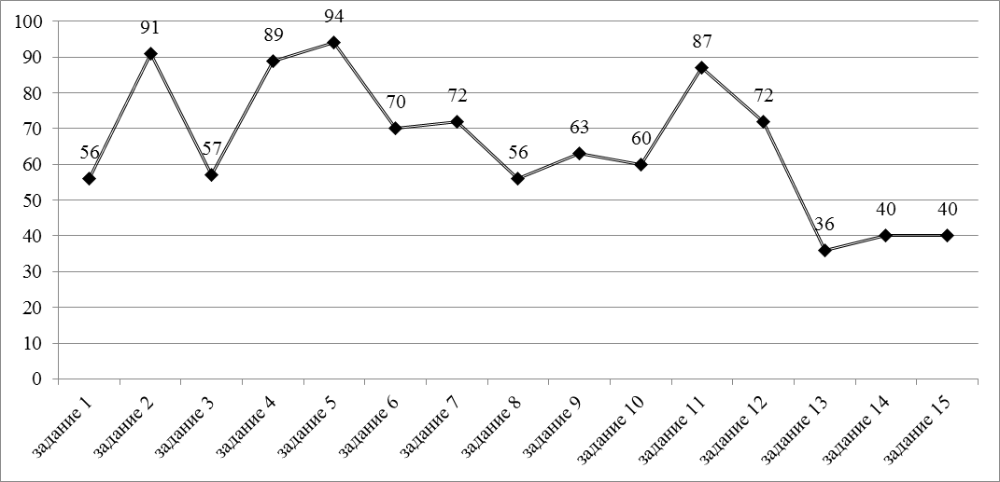 100
90
80
70
60
50
40
30
20
10
0
56
91
57
89
94
70
72
56
63
60
87
72
36
40
40
задание 1
задание 2
задание 3
задание 4
задание 5
задание 6
задание 7
задание 8
задание 9
задание 10
задание 11
задание 12
задание 13
задание 14
задание 15